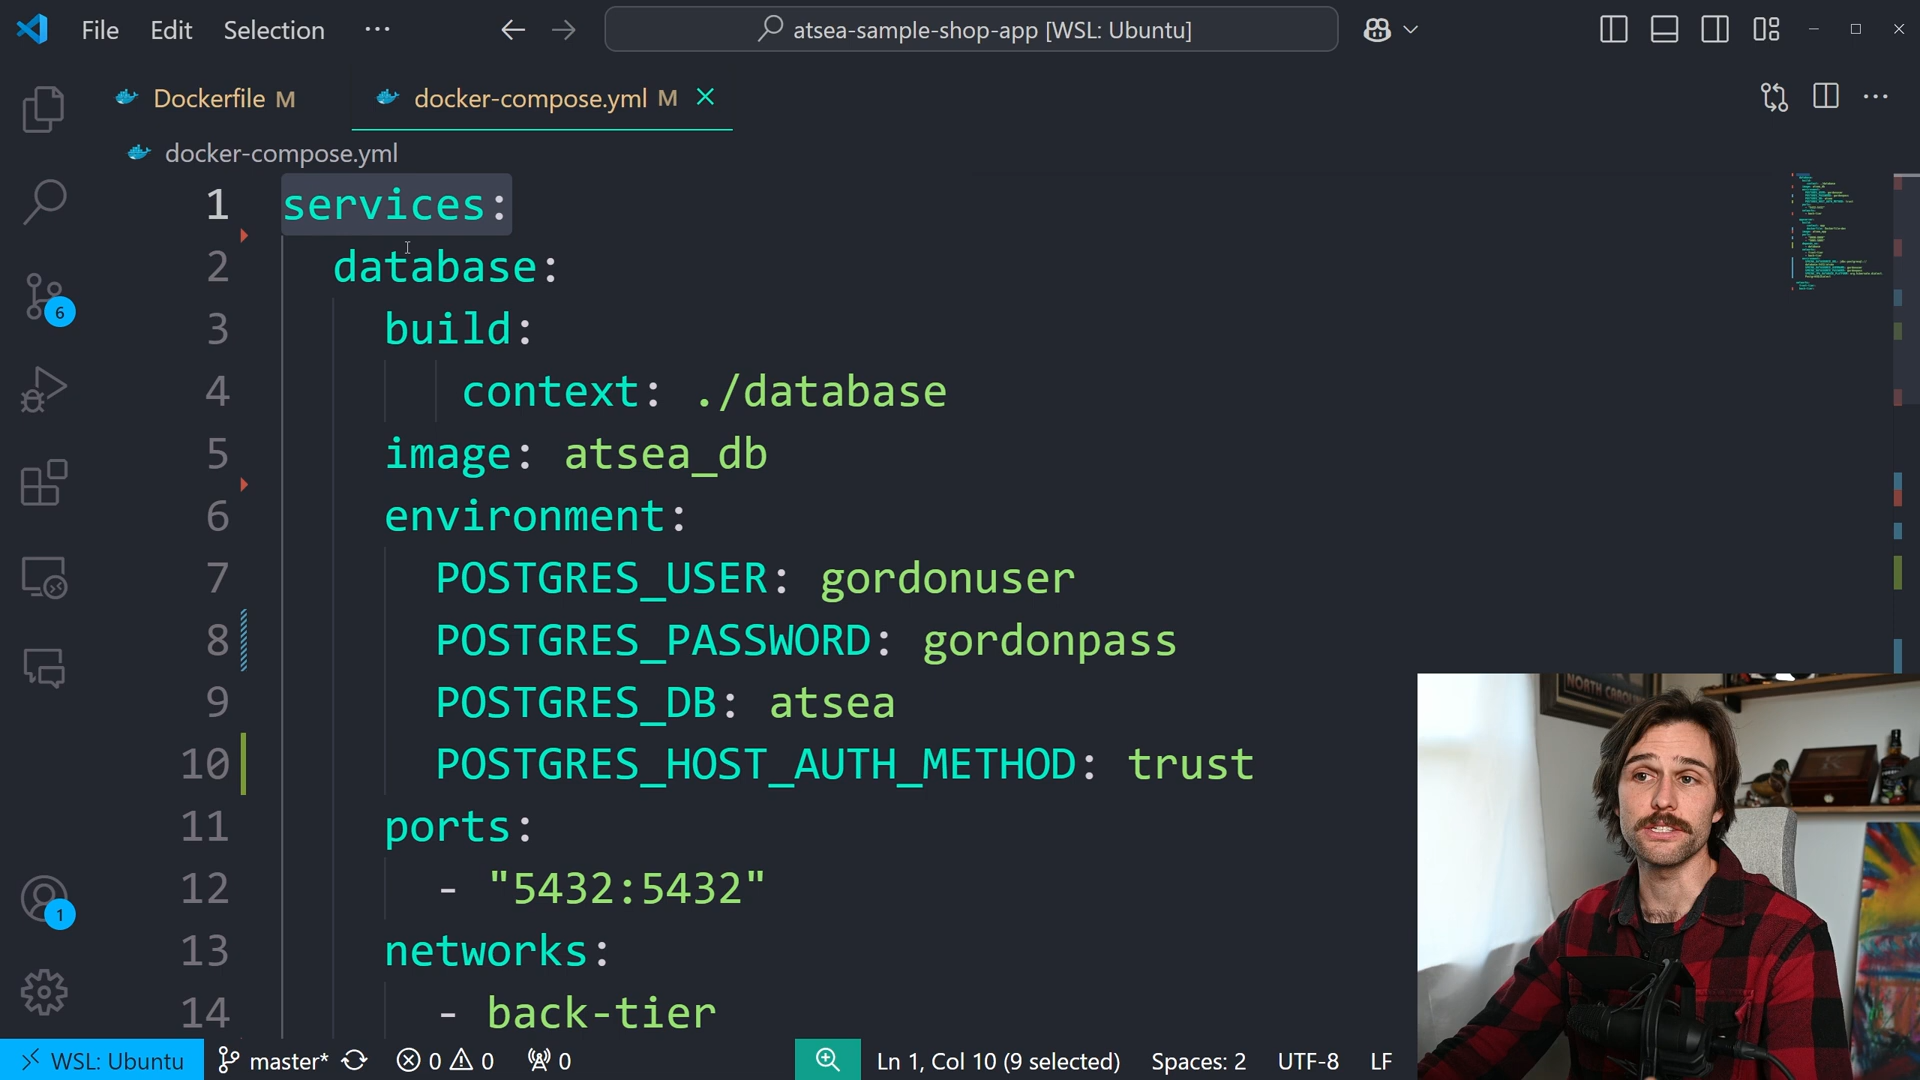 File Edit Selection ···
atsea-sample-shop-app [WSL: Ubuntu]
Dockerfile M
docker-compose.yml M
docker-compose.yml
1 services:
2 database:
3 build:
4 context: ./database
5 image: atsea_db
6 environment:
7 POSTGRES_USER: gordonuser
8 POSTGRES_PASSWORD: gordonpass
9 POSTGRES_DB: atsea
10 POSTGRES_HOST_AUTH_METHOD: trust
11 ports:
12 - "5432:5432"
13 networks:
14 - back-tier
6
1
NORTH CAROLINA
WSL: Ubuntu master* 0 0 0 Ln 1, Col 10 (9 selected) Spaces: 2 UTF-8 LF